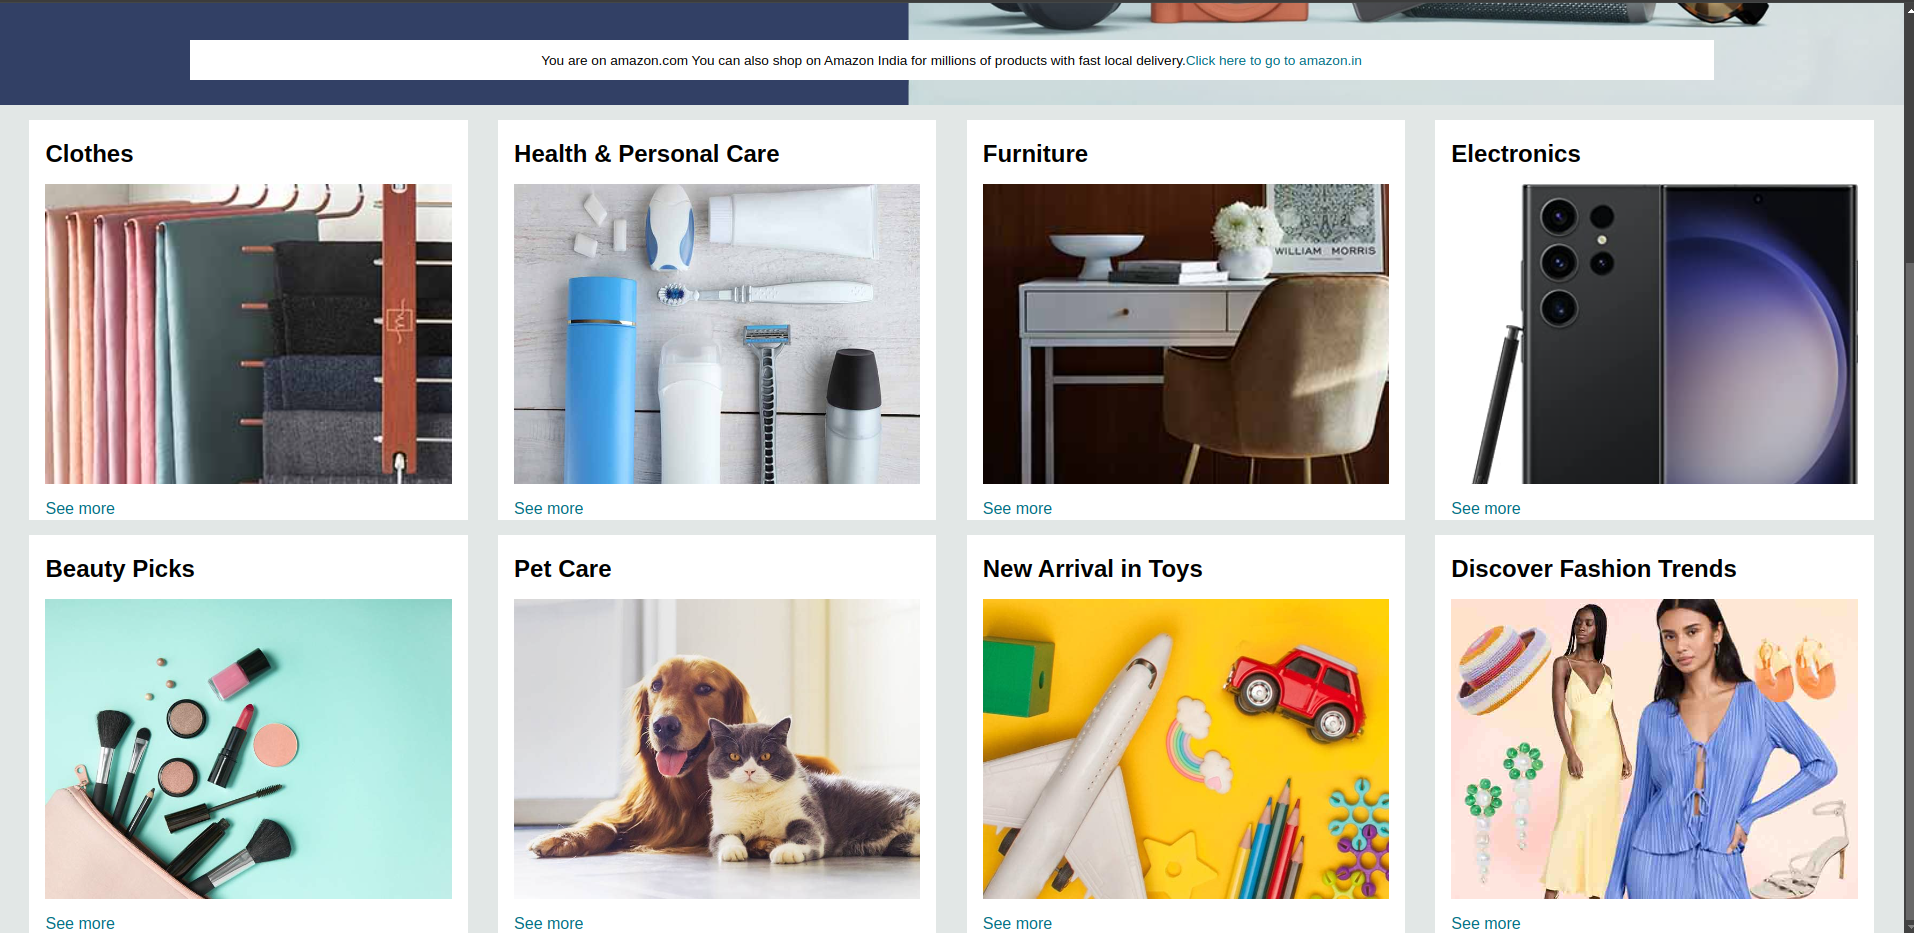 You are on amazon.com You can also shop on Amazon India for millions of products with fast local delivery.Click here to go to amazon.in
Clothes
Health & Personal Care
Furniture
Electronics
WILLIAM MORRIS
See more
See more
See more
See more
Beauty Picks
Pet Care
New Arrival in Toys
Discover Fashion Trends
See more
See more
See more
See more